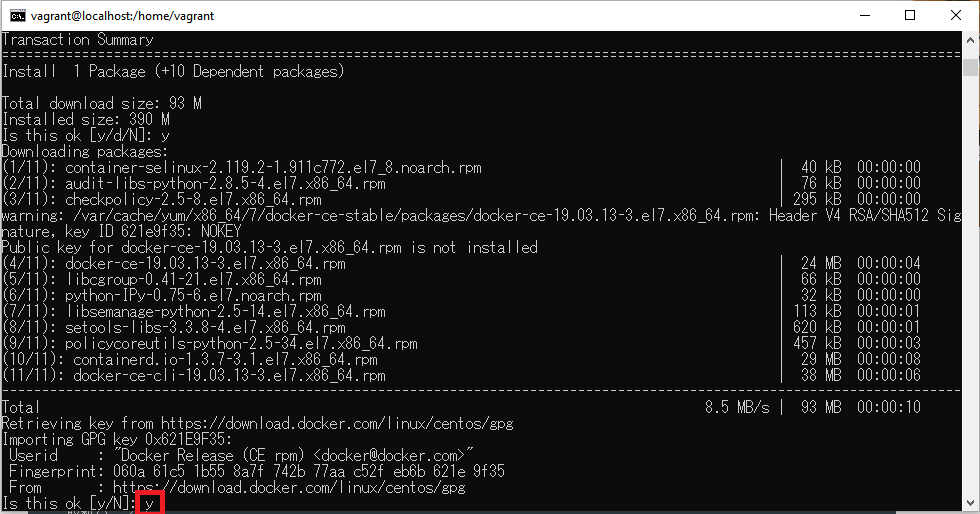 vagrant@localhost:/home/vagrant
Transaction Summary
Install  1 Package (+10 Dependent packages)
Total download size: 93 M
Installed size: 390 M
Is this ok [y/d/N]: y
Downloading packages:
(1/11): container-selinux-2.119.2-1.911c772.el7_8.noarch.rpm | 40 kB 00:00:00
(2/11): audit-libs-python-2.8.5-4.el7.x86_64.rpm | 76 kB 00:00:00
(3/11): checkpolicy-2.5-8.el7.x86_64.rpm | 295 kB 00:00:00
warning: /var/cache/yum/x86_64/7/docker-ce-stable/packages/docker-ce-19.03.13-3.el7.x86_64.rpm: Header V4 RSA/SHA512 Sig
nature, key ID 621e9f35: NOKEY
Public key for docker-ce-19.03.13-3.el7.x86_64.rpm is not installed
(4/11): docker-ce-19.03.13-3.el7.x86_64.rpm | 24 MB 00:00:04
(5/11): libcgroup-0.41-21.el7.x86_64.rpm | 66 kB 00:00:00
(6/11): python-IPy-0.75-6.el7.noarch.rpm | 32 kB 00:00:00
(7/11): libsemanage-python-2.5-14.el7.x86_64.rpm | 113 kB 00:00:01
(8/11): setools-libs-3.3.8-4.el7.x86_64.rpm | 620 kB 00:00:01
(9/11): policycoreutils-python-2.5-34.el7.x86_64.rpm | 457 kB 00:00:03
(10/11): containerd.io-1.3.7-3.1.el7.x86_64.rpm | 29 MB 00:00:08
(11/11): docker-ce-cli-19.03.13-3.el7.x86_64.rpm | 38 MB 00:00:06
Total 8.5 MB/s | 93 MB 00:00:10
Retrieving key from https://download.docker.com/linux/centos/gpg
Importing GPG key 0x621E9F35:
Userid : "Docker Release (CE rpm) <docker@docker.com>"
Fingerprint: 060a 61c5 1b55 8a7f 742b 77aa c52f eb6b 621e 9f35
From : https://download.docker.com/linux/centos/gpg
Is this ok [y/N]: y